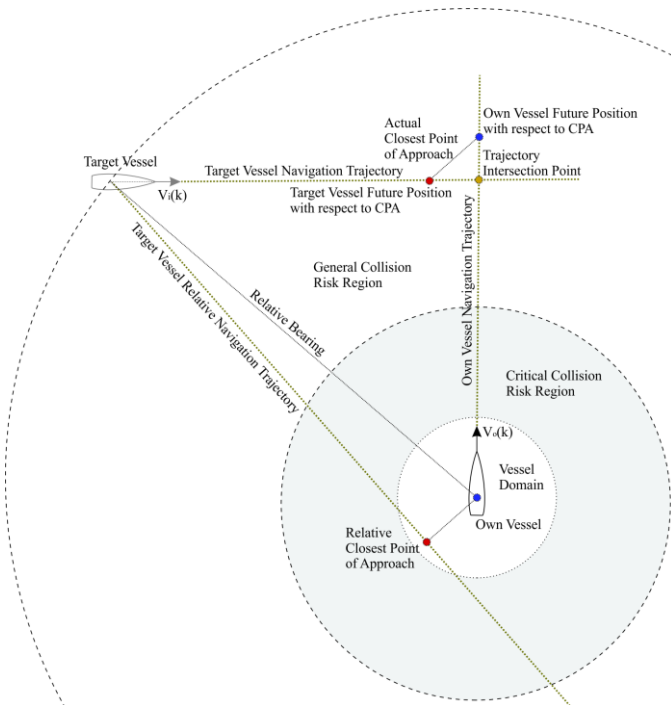 Own Vessel Future Position
with respect to CPA
Actual
Closest Point
of Approach
Trajectory
Intersection Point
Target Vessel
Target Vessel Navigation Trajectory
Vi(k)
Target Vessel Future Position
with respect to CPA
Target Vessel Relative Navigation Trajectory
Relative Bearing
General Collision
Risk Region
Own Vessel Navigation Trajectory
Critical Collision
Risk Region
Vo(k)
Vessel
Domain
Own Vessel
Relative
Closest Point
of Approach